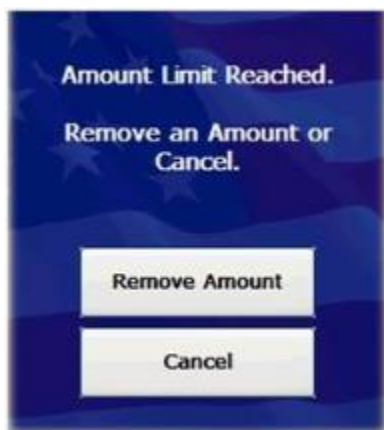 Amount Limit Reached.
Remove an Amount or
Cancel.
Remove Amount
Cancel